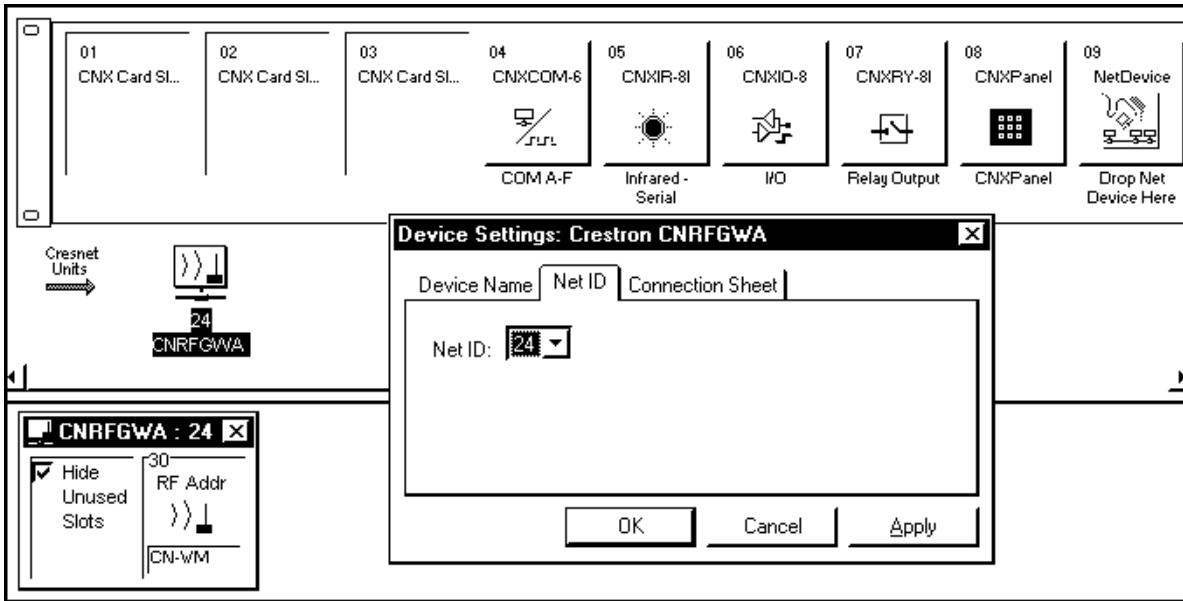 01
CNX Card Sl...
02
CNX Card Sl...
03
CNX Card Sl...
04
CNXCOM-6
COM A-F
05
CNXIR-8I
Infrared -
Serial
06
CNXIO-8
I/O
07
CNXRY-8I
Relay Output
08
CNXPanel
CNXPanel
09
NetDevice
Drop Net
Device Here
Cresnet
Units
24
CNRFGWA
Device Settings: Crestron CNRFGWA
Device Name
Net ID
Connection Sheet
Net ID: 24
OK
Cancel
Apply
CNRFGWA : 24
Hide
Unused
Slots
30
RF Addr
CN-WM